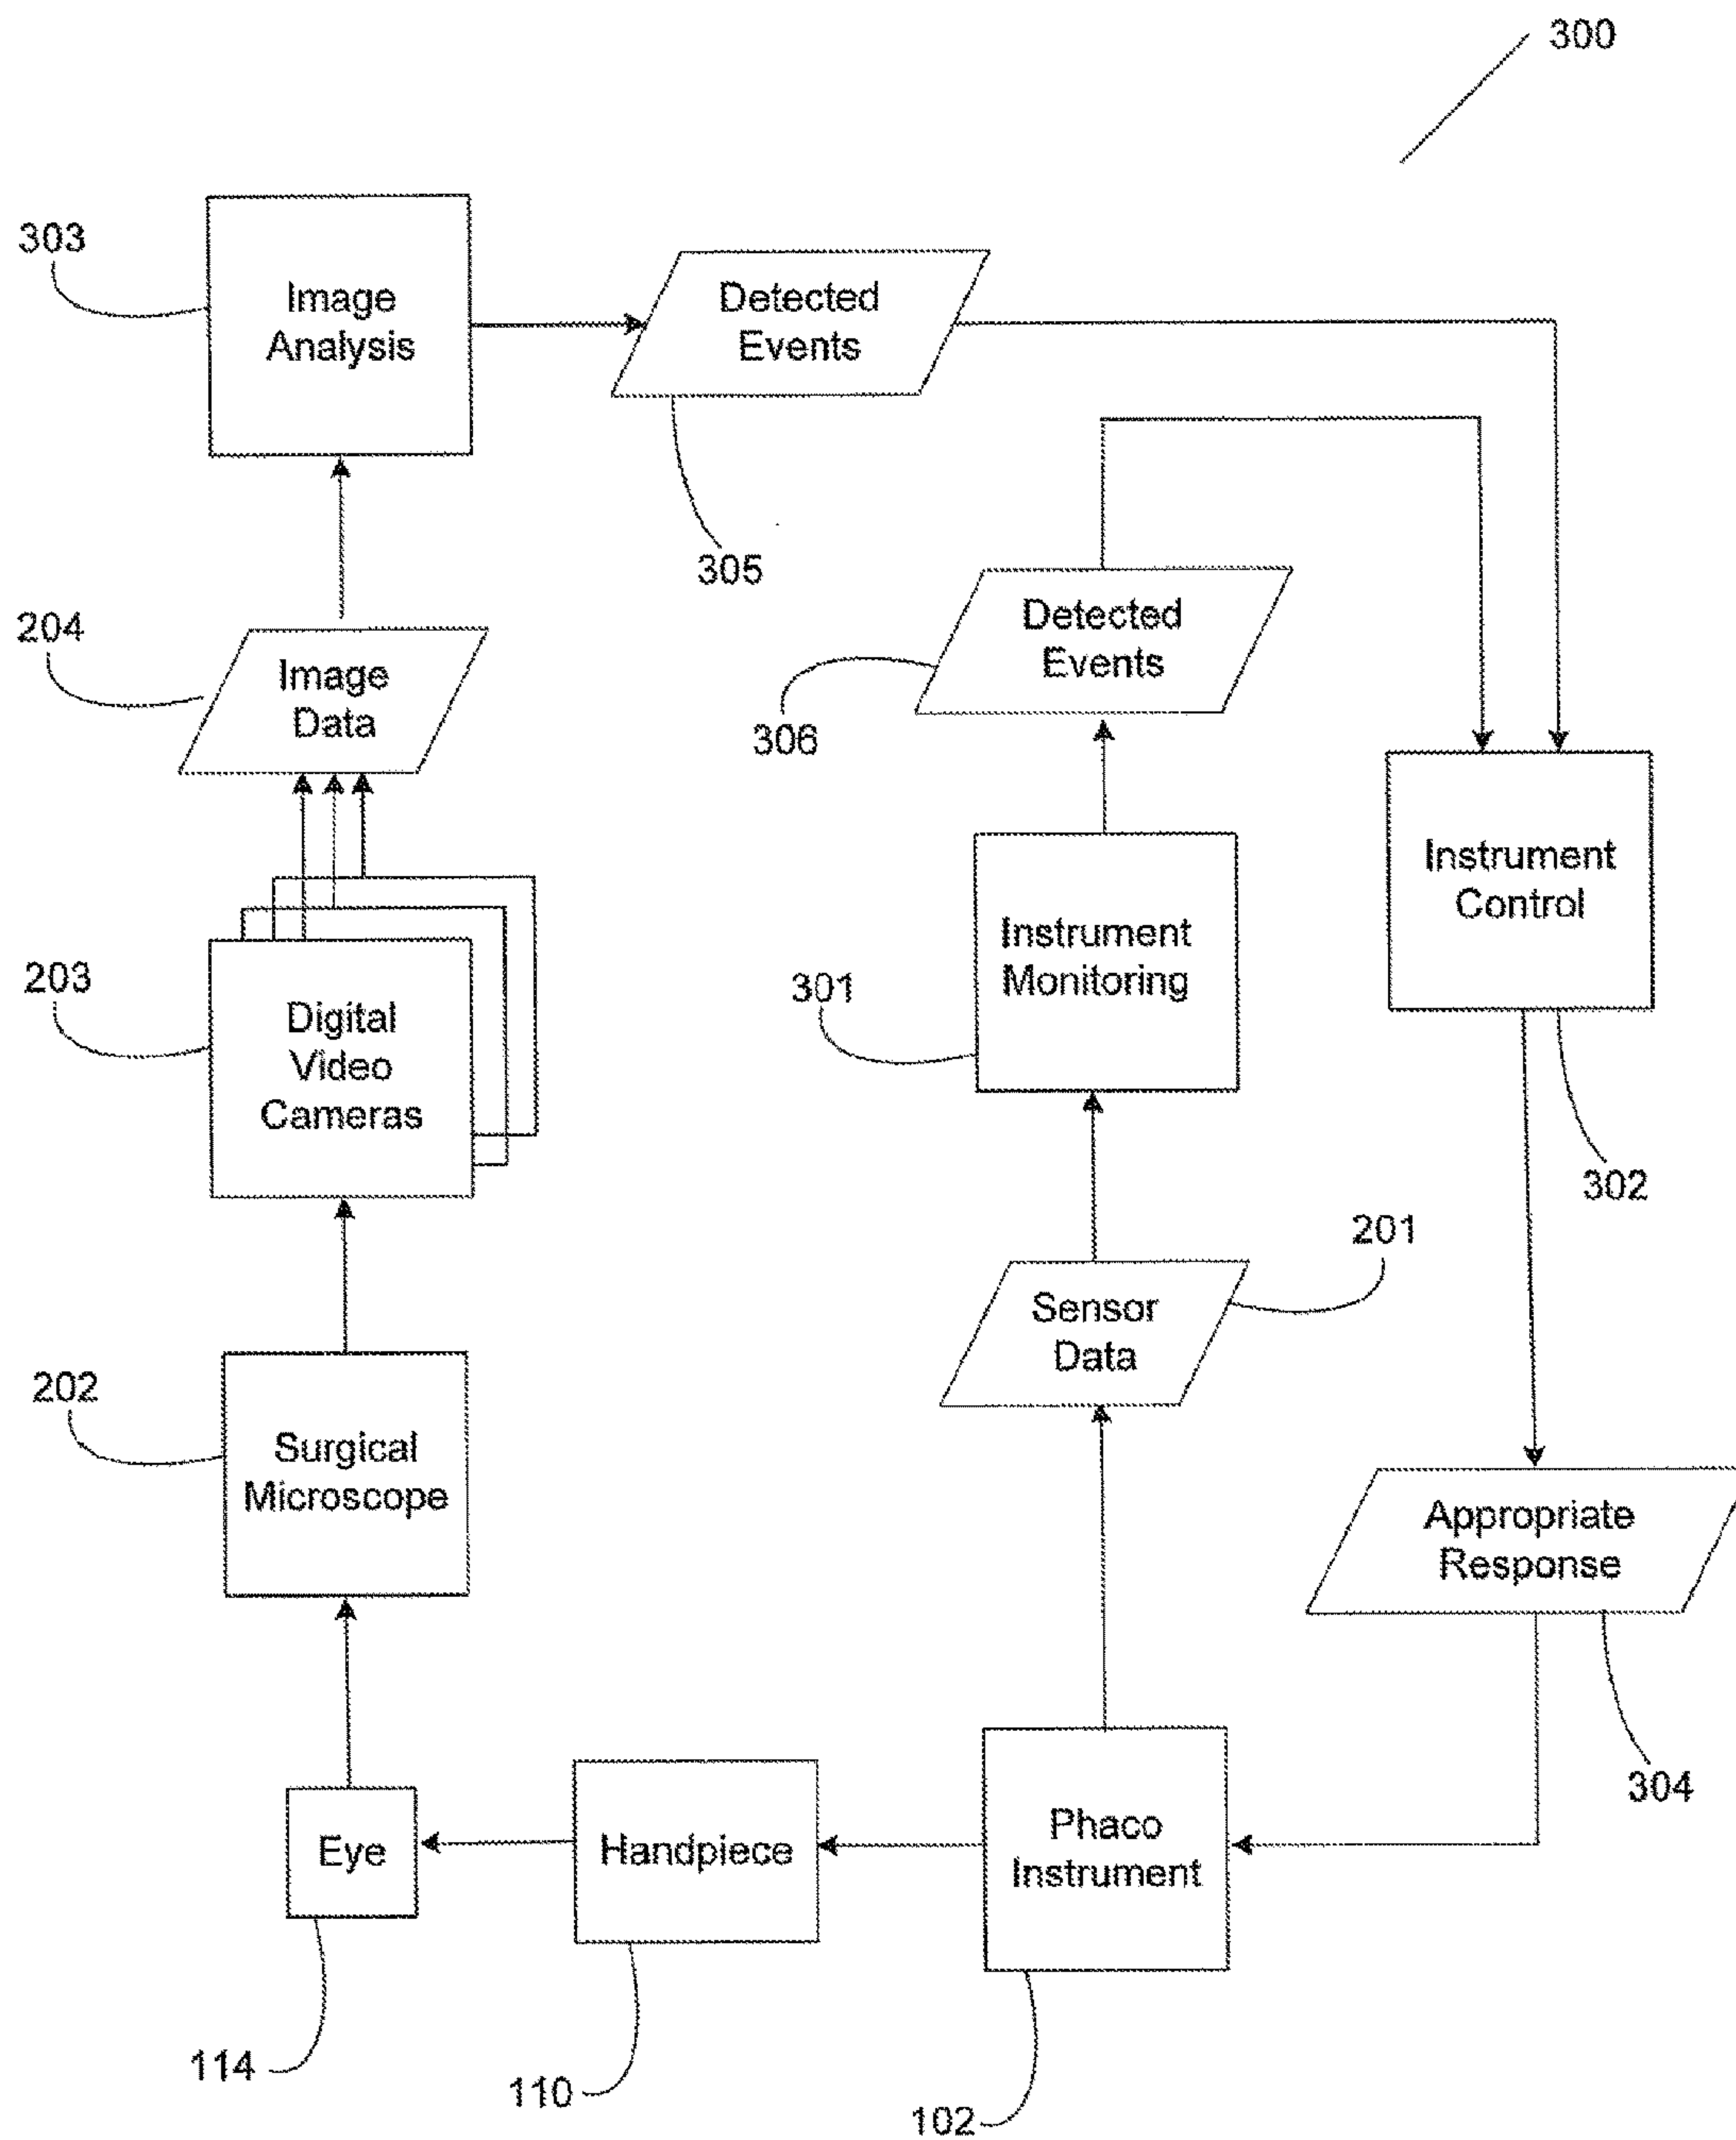 300
303
Image
Analysis
Detected
Events
305
204
Image
Data
Detected
Events
306
Instrument
Control
203
Digital
Video
Cameras
301
Instrument
Monitoring
302
201
Sensor
Data
202
Surgical
Microscope
Appropriate
Response
304
Eye
Handpiece
Phaco
Instrument
114
110
102